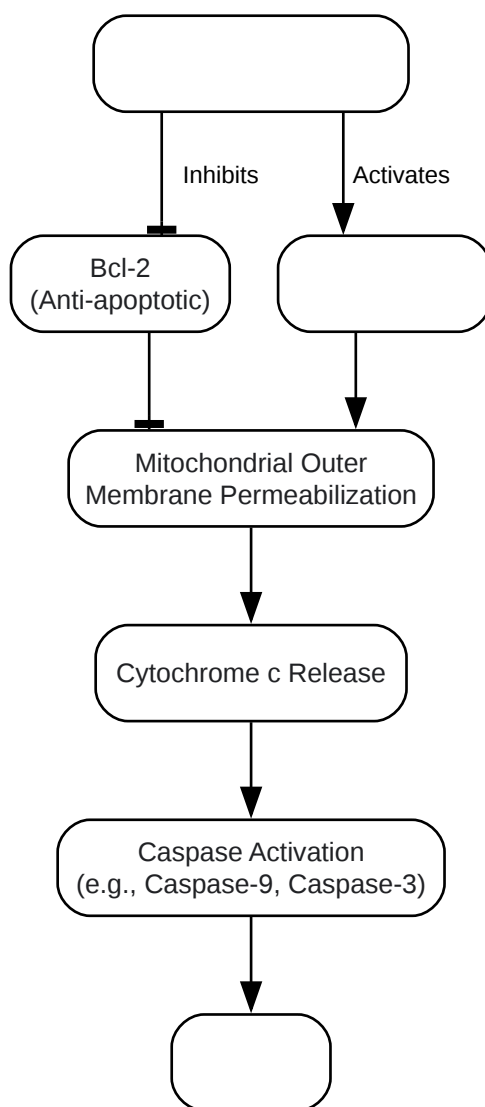 Inhibits
Activates
Bcl-2
(Anti-apoptotic)
Mitochondrial Outer
Membrane Permeabilization
Cytochrome c Release
Caspase Activation
(e.g., Caspase-9, Caspase-3)